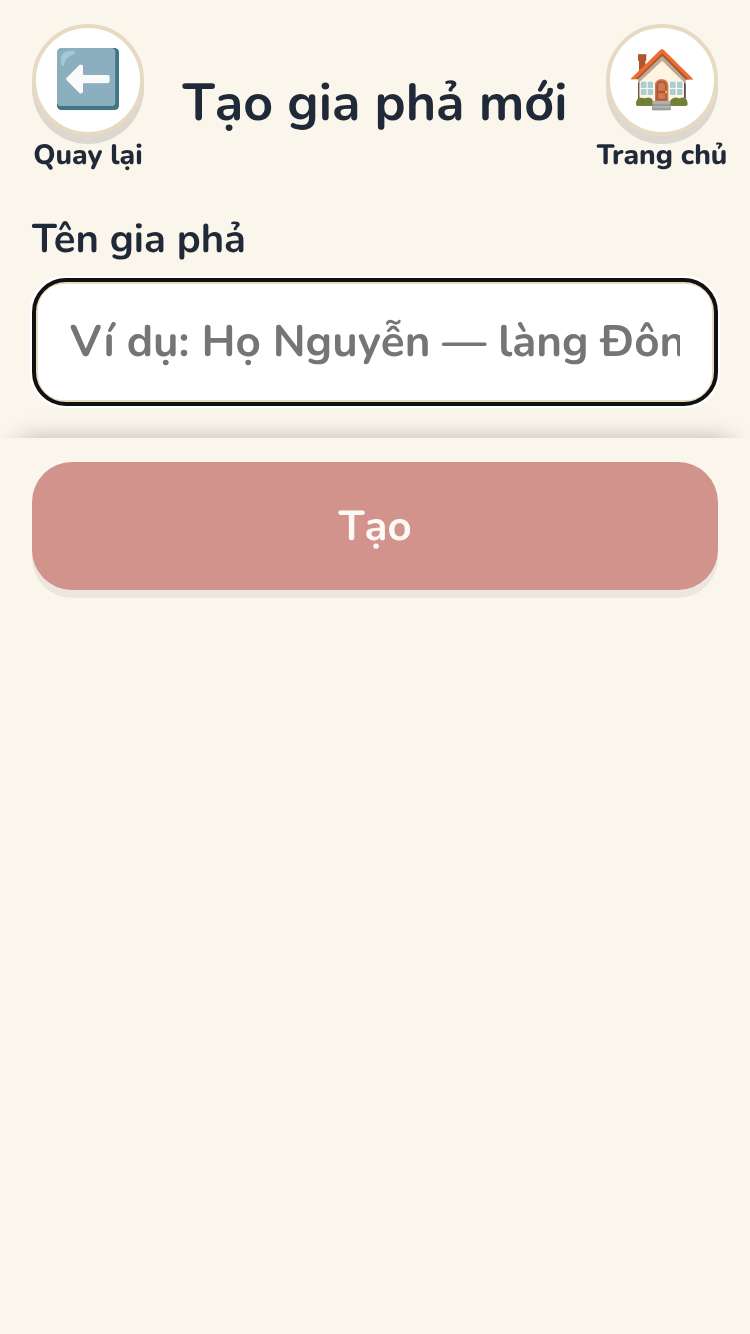 Tạo gia phả mới
Quay lại
Trang chủ
Tên gia phả
Ví dụ: Họ Nguyễn — làng Đôn
Tạo